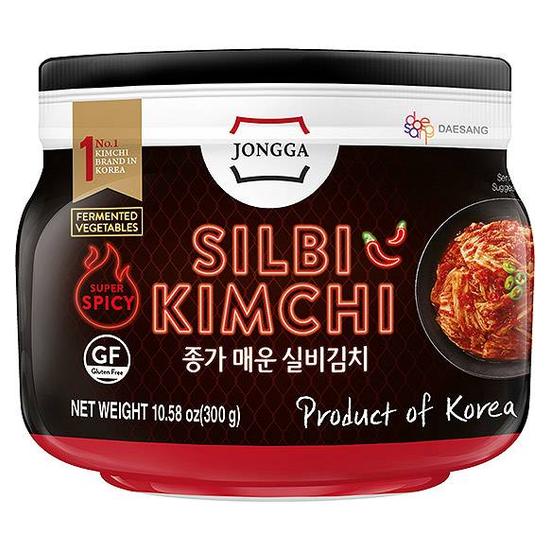 1 No.1
KIMCHI
BRAND IN
KOREA
JONGGA
DAESANG
FERMENTED
VEGETABLES
SUPER
SPICY
GF
Gluten Free
SILBI
KIMCHI
종가 매운 실비김치
NET WEIGHT 10.58 oz(300 g)
Product of Korea